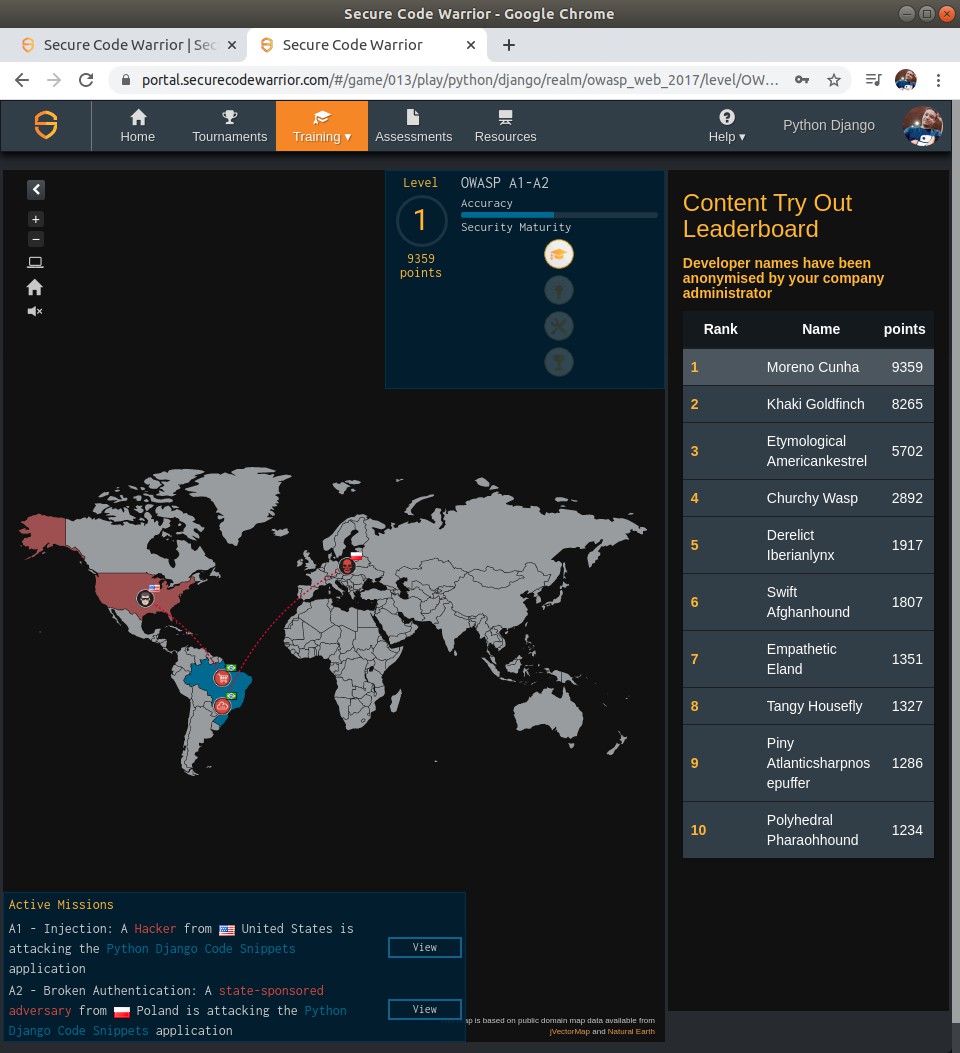 Secure Code Warrior - Google Chrome
Secure Code Warrior | Sec
Secure Code Warrior
portal.securecodewarrior.com/#/game/013/play/python/django/realm/owasp_web_2017/level/OW...
Home
Tournaments
Training ▾
Assessments
Resources
Help ▾
Python Django
Level
1
9359
points
OWASP A1-A2
Accuracy
Security Maturity
Content Try Out
Leaderboard
Developer names have been
anonymised by your company
administrator
Rank Name points
1 Moreno Cunha 9359
2 Khaki Goldfinch 8265
3 Etymological
Americankestrel 5702
4 Churchy Wasp 2892
5 Derelict
Iberianlynx 1917
6 Swift
Afghanhound 1807
7 Empathetic
Eland 1351
8 Tangy Housefly 1327
9 Piny
Atlanticsharpnos
epuffer 1286
10 Polyhedral
Pharaohhound 1234
Active Missions
A1 - Injection: A Hacker from United States is
attacking the Python Django Code Snippets
application
View
A2 - Broken Authentication: A state-sponsored
adversary from Poland is attacking the Python
Django Code Snippets application
View
ap is based on public domain map data available from
jVectorMap and Natural Earth